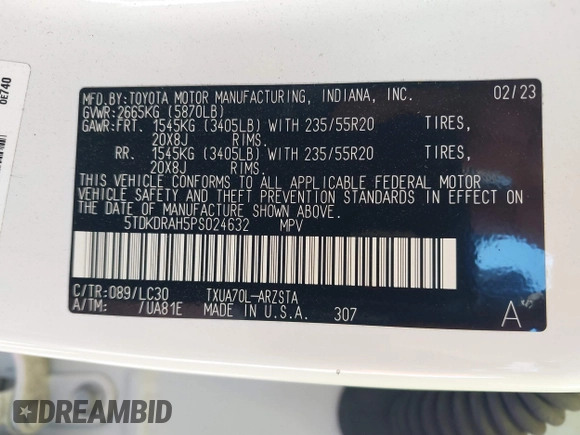 MFD.BY:TOYOTA MOTOR MANUFACTURING, INDIANA, INC. 02/23
GVWR:2665KG (5870LB)
GAWR:FRT. 1545KG (3405LB) WITH 235/55R20 TIRES,
20X8J RIMS.
RR. 1545KG (3405LB) WITH 235/55R20 TIRES,
20X8J RIMS.
THIS VEHICLE CONFORMS TO ALL APPLICABLE FEDERAL MOTOR
VEHICLE SAFETY AND THEFT PREVENTION STANDARDS IN EFFECT ON
THE DATE OF MANUFACTURE SHOWN ABOVE.
5TDKDRAH5PS024632 MPV
C/TR:089/LC30 TXUA70L-ARZSTA
A/TM: /UA81E MADE IN U.S.A. 307
A
0E740
DREAMBID